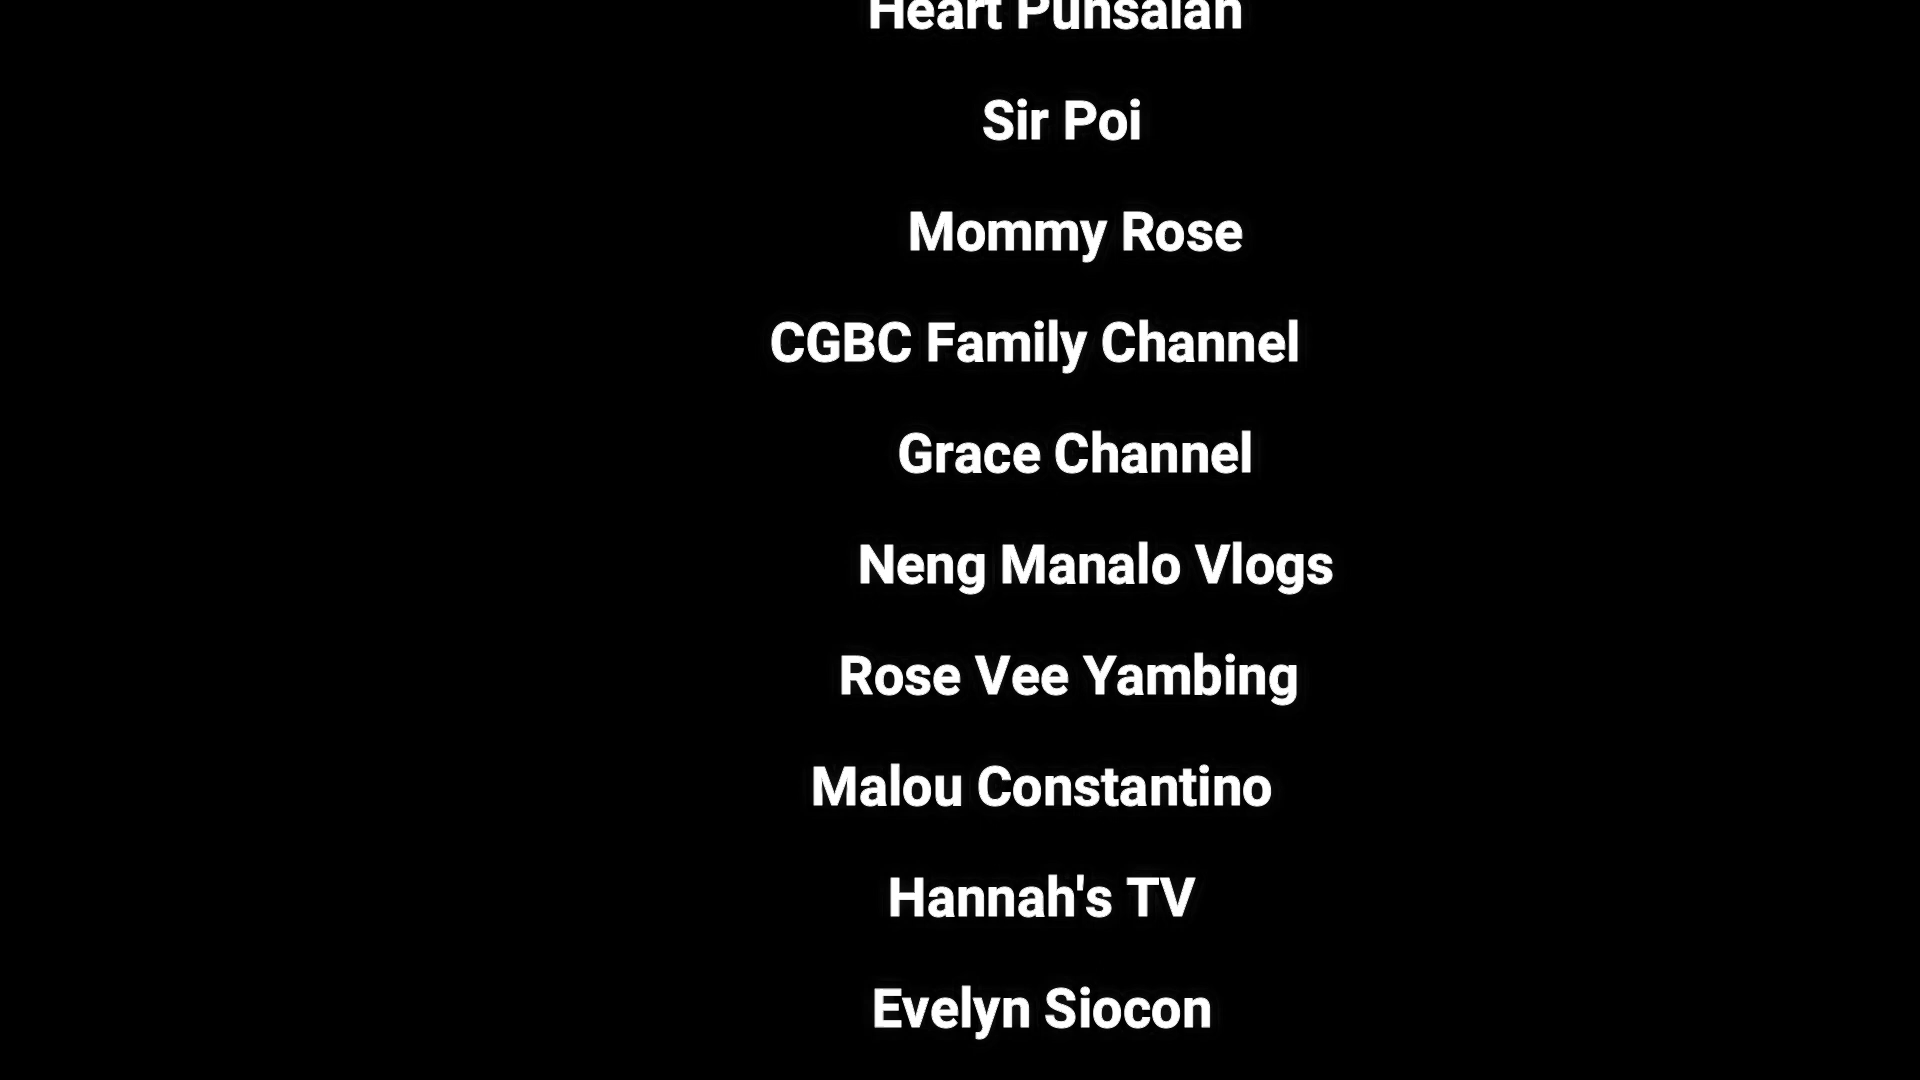 Heart Punsalan
Sir Poi
Mommy Rose
CGBC Family Channel
Grace Channel
Neng Manalo Vlogs
Rose Vee Yambing
Malou Constantino
Hannah's TV
Evelyn Siocon